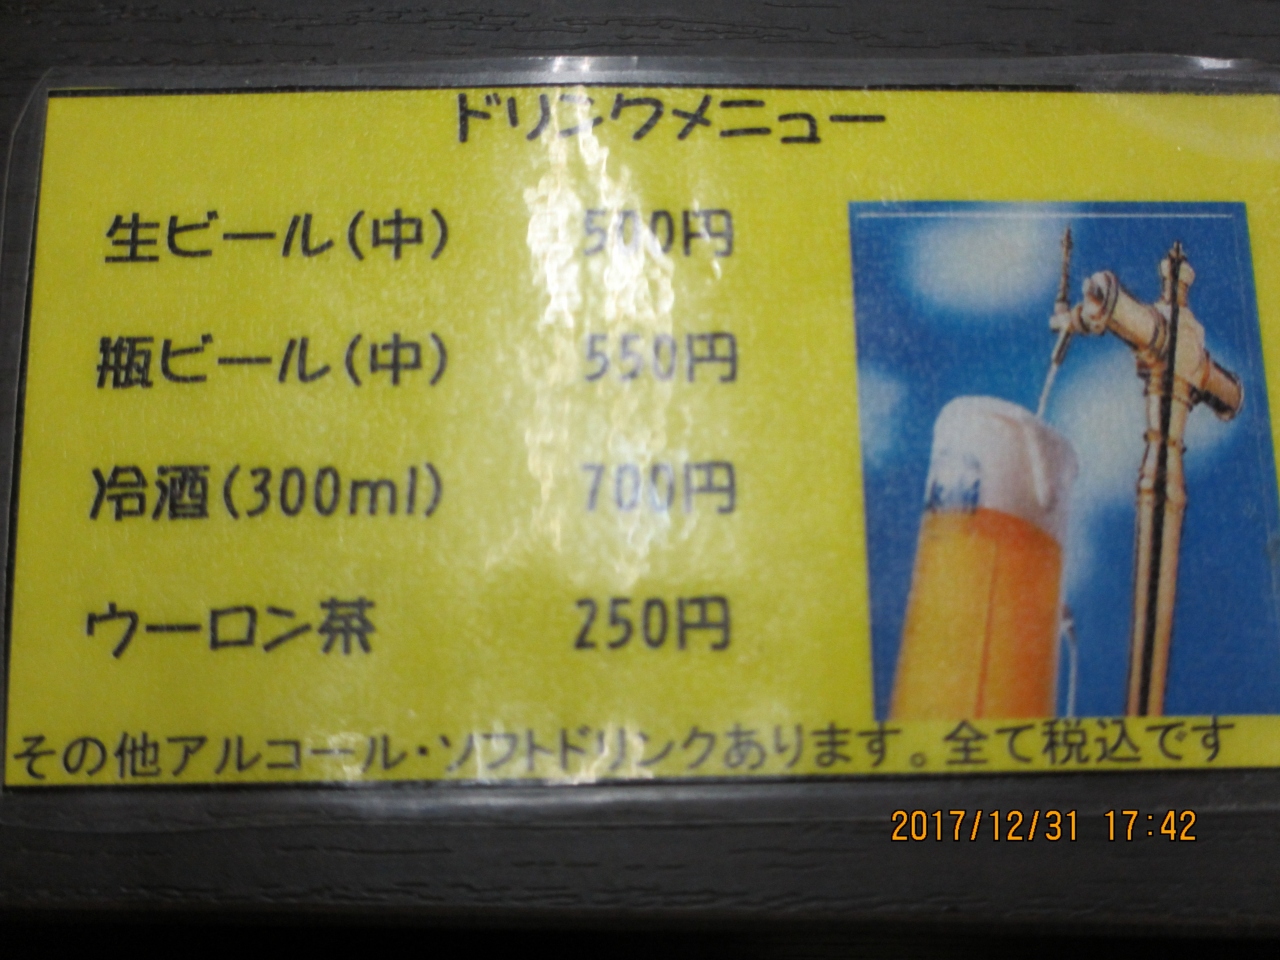 ドリンクメニュー
生ビール(中) 500円
瓶ビール(中) 550円
冷酒(300ml) 700円
ウーロン茶 250円
その他アルコール・ソフトドリンクあります。全て税込です
2017/12/31 17:42